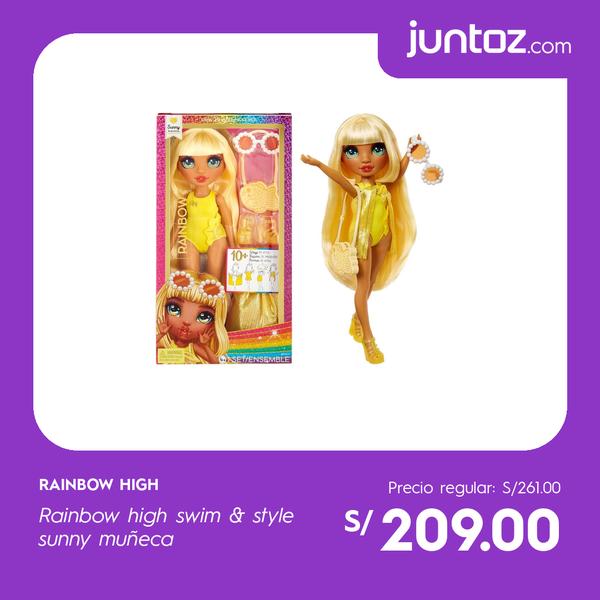 juntoz.com
Sunny
RAINBOW
10+
SET/ENSEMBLE
RAINBOW HIGH
Rainbow high swim & style
sunny muñeca
Precio regular: S/261.00
S/209.00